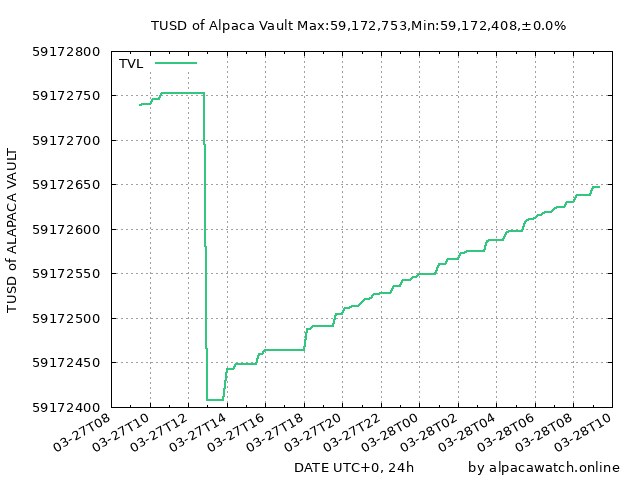 TUSD of Alpaca Vault Max:59,172,753,Min:59,172,408,±0.0%
TVL
59172800
59172750
59172700
59172650
59172600
59172550
59172500
59172450
59172400
TUSD of ALAPACA VAULT
03-27T08
03-27T10
03-27T12
03-27T14
03-27T16
03-27T18
03-27T20
03-27T22
03-28T00
03-28T02
03-28T04
03-28T06
03-28T08
03-28T10
DATE UTC+0, 24h
by alpacawatch.online